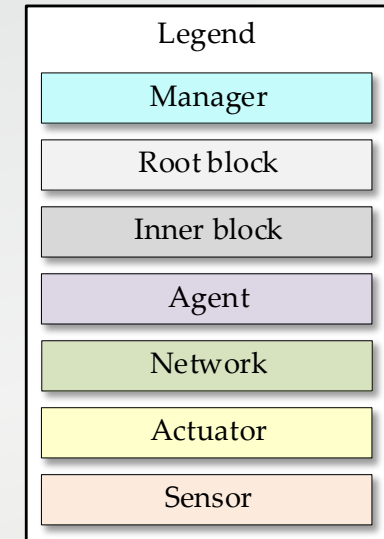 Legend
Manager
Root block
Inner block
Agent
Network
Actuator
Sensor